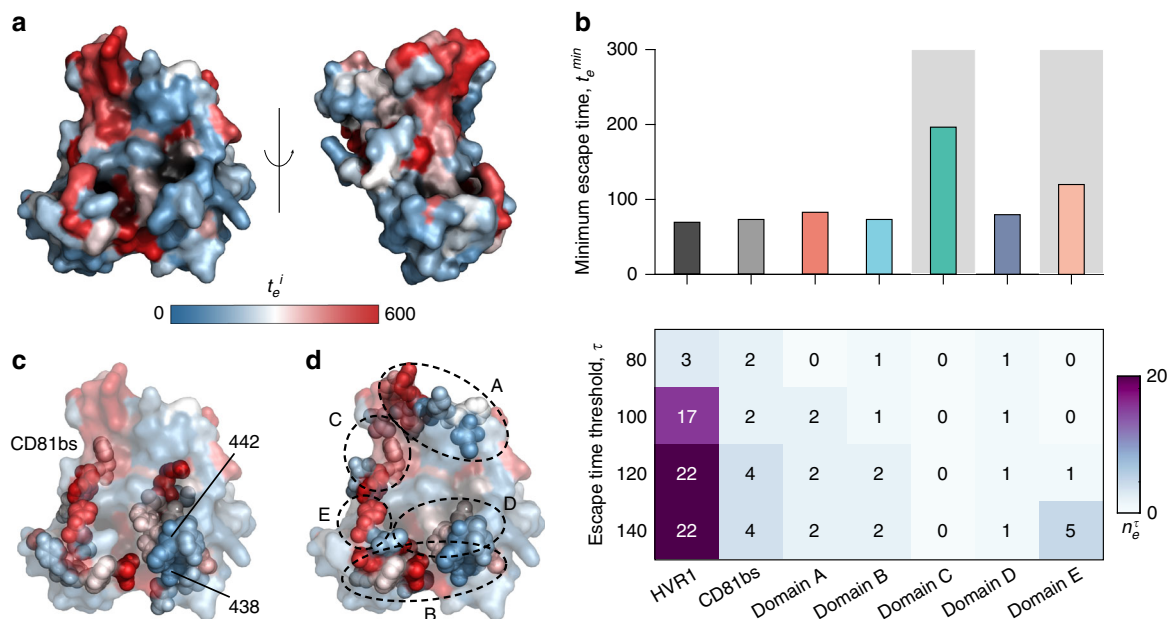 a
t_e^i
0
600
c
CD81bs
442
438
d
A
C
D
E
B
b
Minimum escape time, t_e^min
300
200
100
0
Escape time threshold, τ
80 3 2 0 1 0 1 0
100 17 2 2 1 0 1 0
120 22 4 2 2 0 1 1
140 22 4 2 2 0 1 5
HVR1 CD81bs Domain A Domain B Domain C Domain D Domain E
20
0
n_e^τ